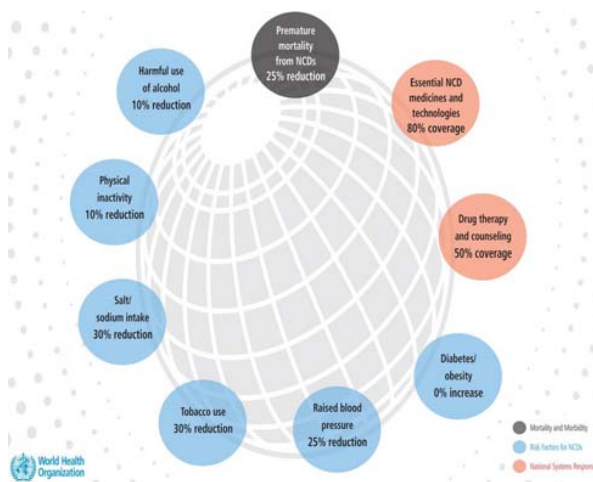 Premature
mortality
from NCDs
25% reduction
Essential NCD
medicines and
technologies
80% coverage
Drug therapy
and counseling
50% coverage
Diabetes/
obesity
0% increase
Raised blood
pressure
25% reduction
Tobacco use
30% reduction
Salt/
sodium intake
30% reduction
Physical
inactivity
10% reduction
Harmful use
of alcohol
10% reduction
Mortality and Morbidity
Risk Factors for NCDs
National Systems Respons
World Health
Organization